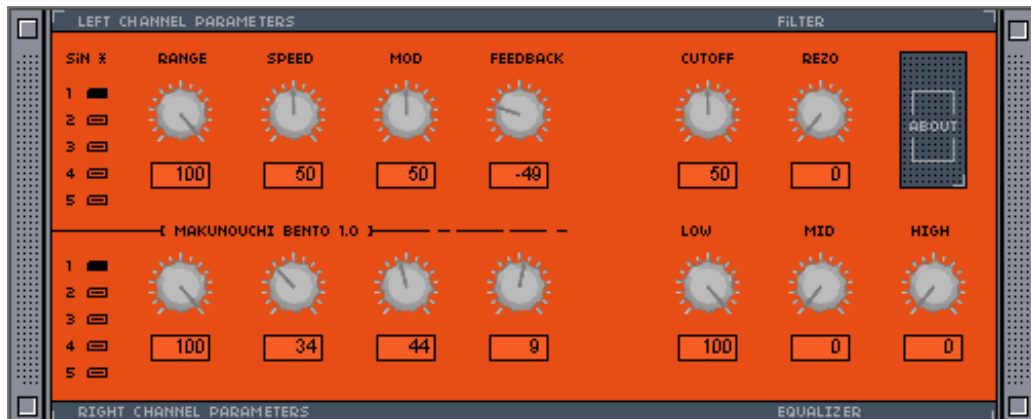 LEFT CHANNEL PARAMETERS FiLTER
SiN * RANGE SPEED MOD FEEDBACK CUTOFF REZO
1
2
3
4
5
100 50 50 -49 50 0
ABOUT
[ MAKUNOUCHI BENTO 1.0 ] LOW MID HIGH
1
2
3
4
5
100 34 44 9 100 0 0
RIGHT CHANNEL PARAMETERS EQUALIZER